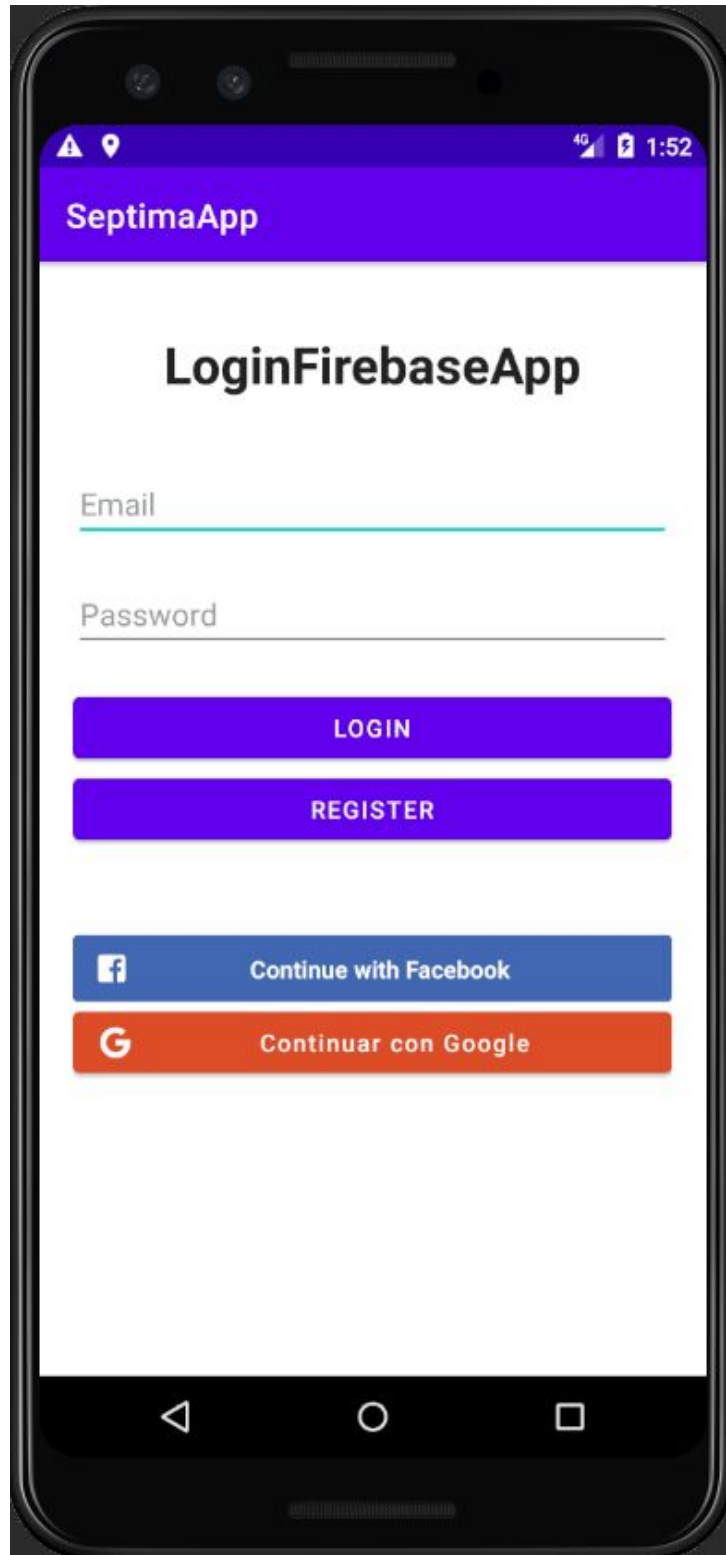 4G 1:52
SeptimaApp
LoginFirebaseApp
Email
Password
LOGIN
REGISTER
Continue with Facebook
G Continuar con Google